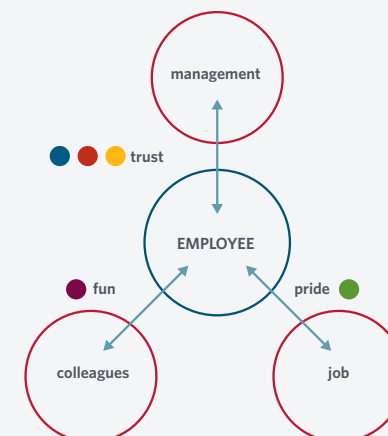 management
trust
EMPLOYEE
fun
pride
colleagues
job